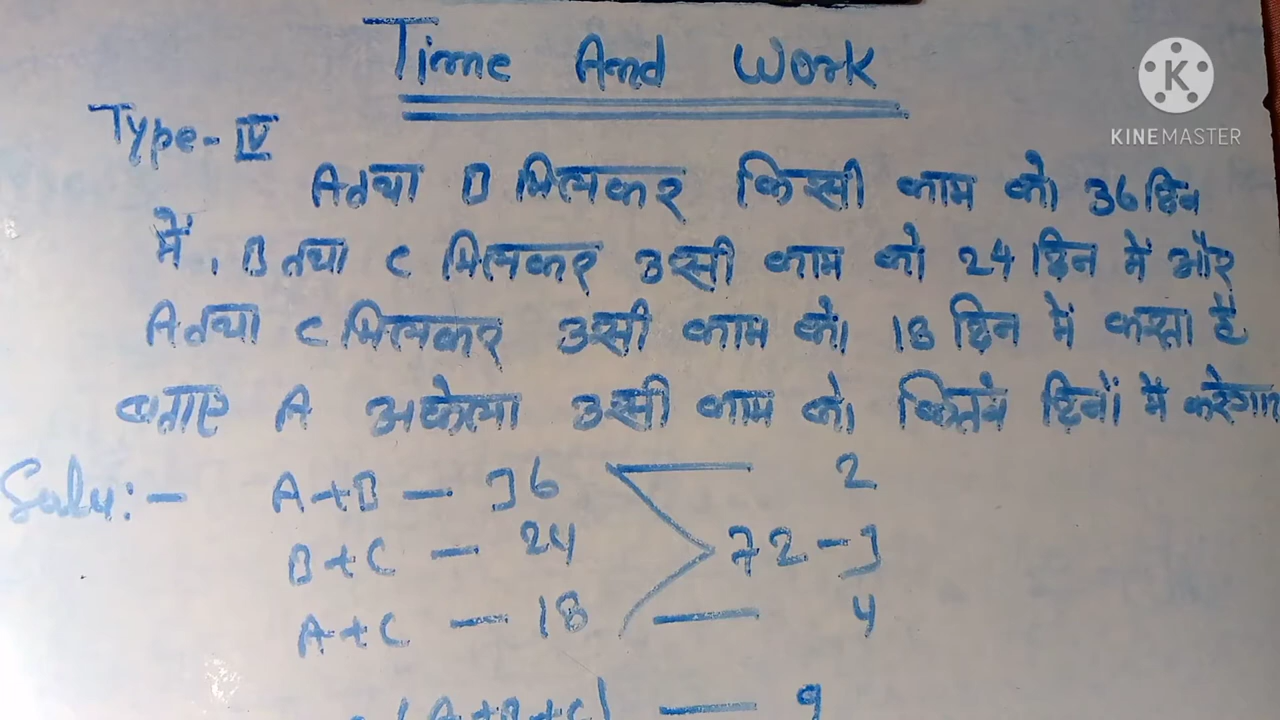 Time And Work
KINEMASTER
Type-IV
A तथा B मिलकर किसी काम को 36 दिन
में, B तथा C मिलकर उसी काम को 24 दिन में और
A तथा C मिलकर उसी काम को 18 दिन में करता है
बताए A अकेला उसी काम को कितने दिनों में करेगा
Solu:-
A+B — 36 2
B+C — 24 72 - 3
A+C — 18 — 4
2(A+B+C) — 9